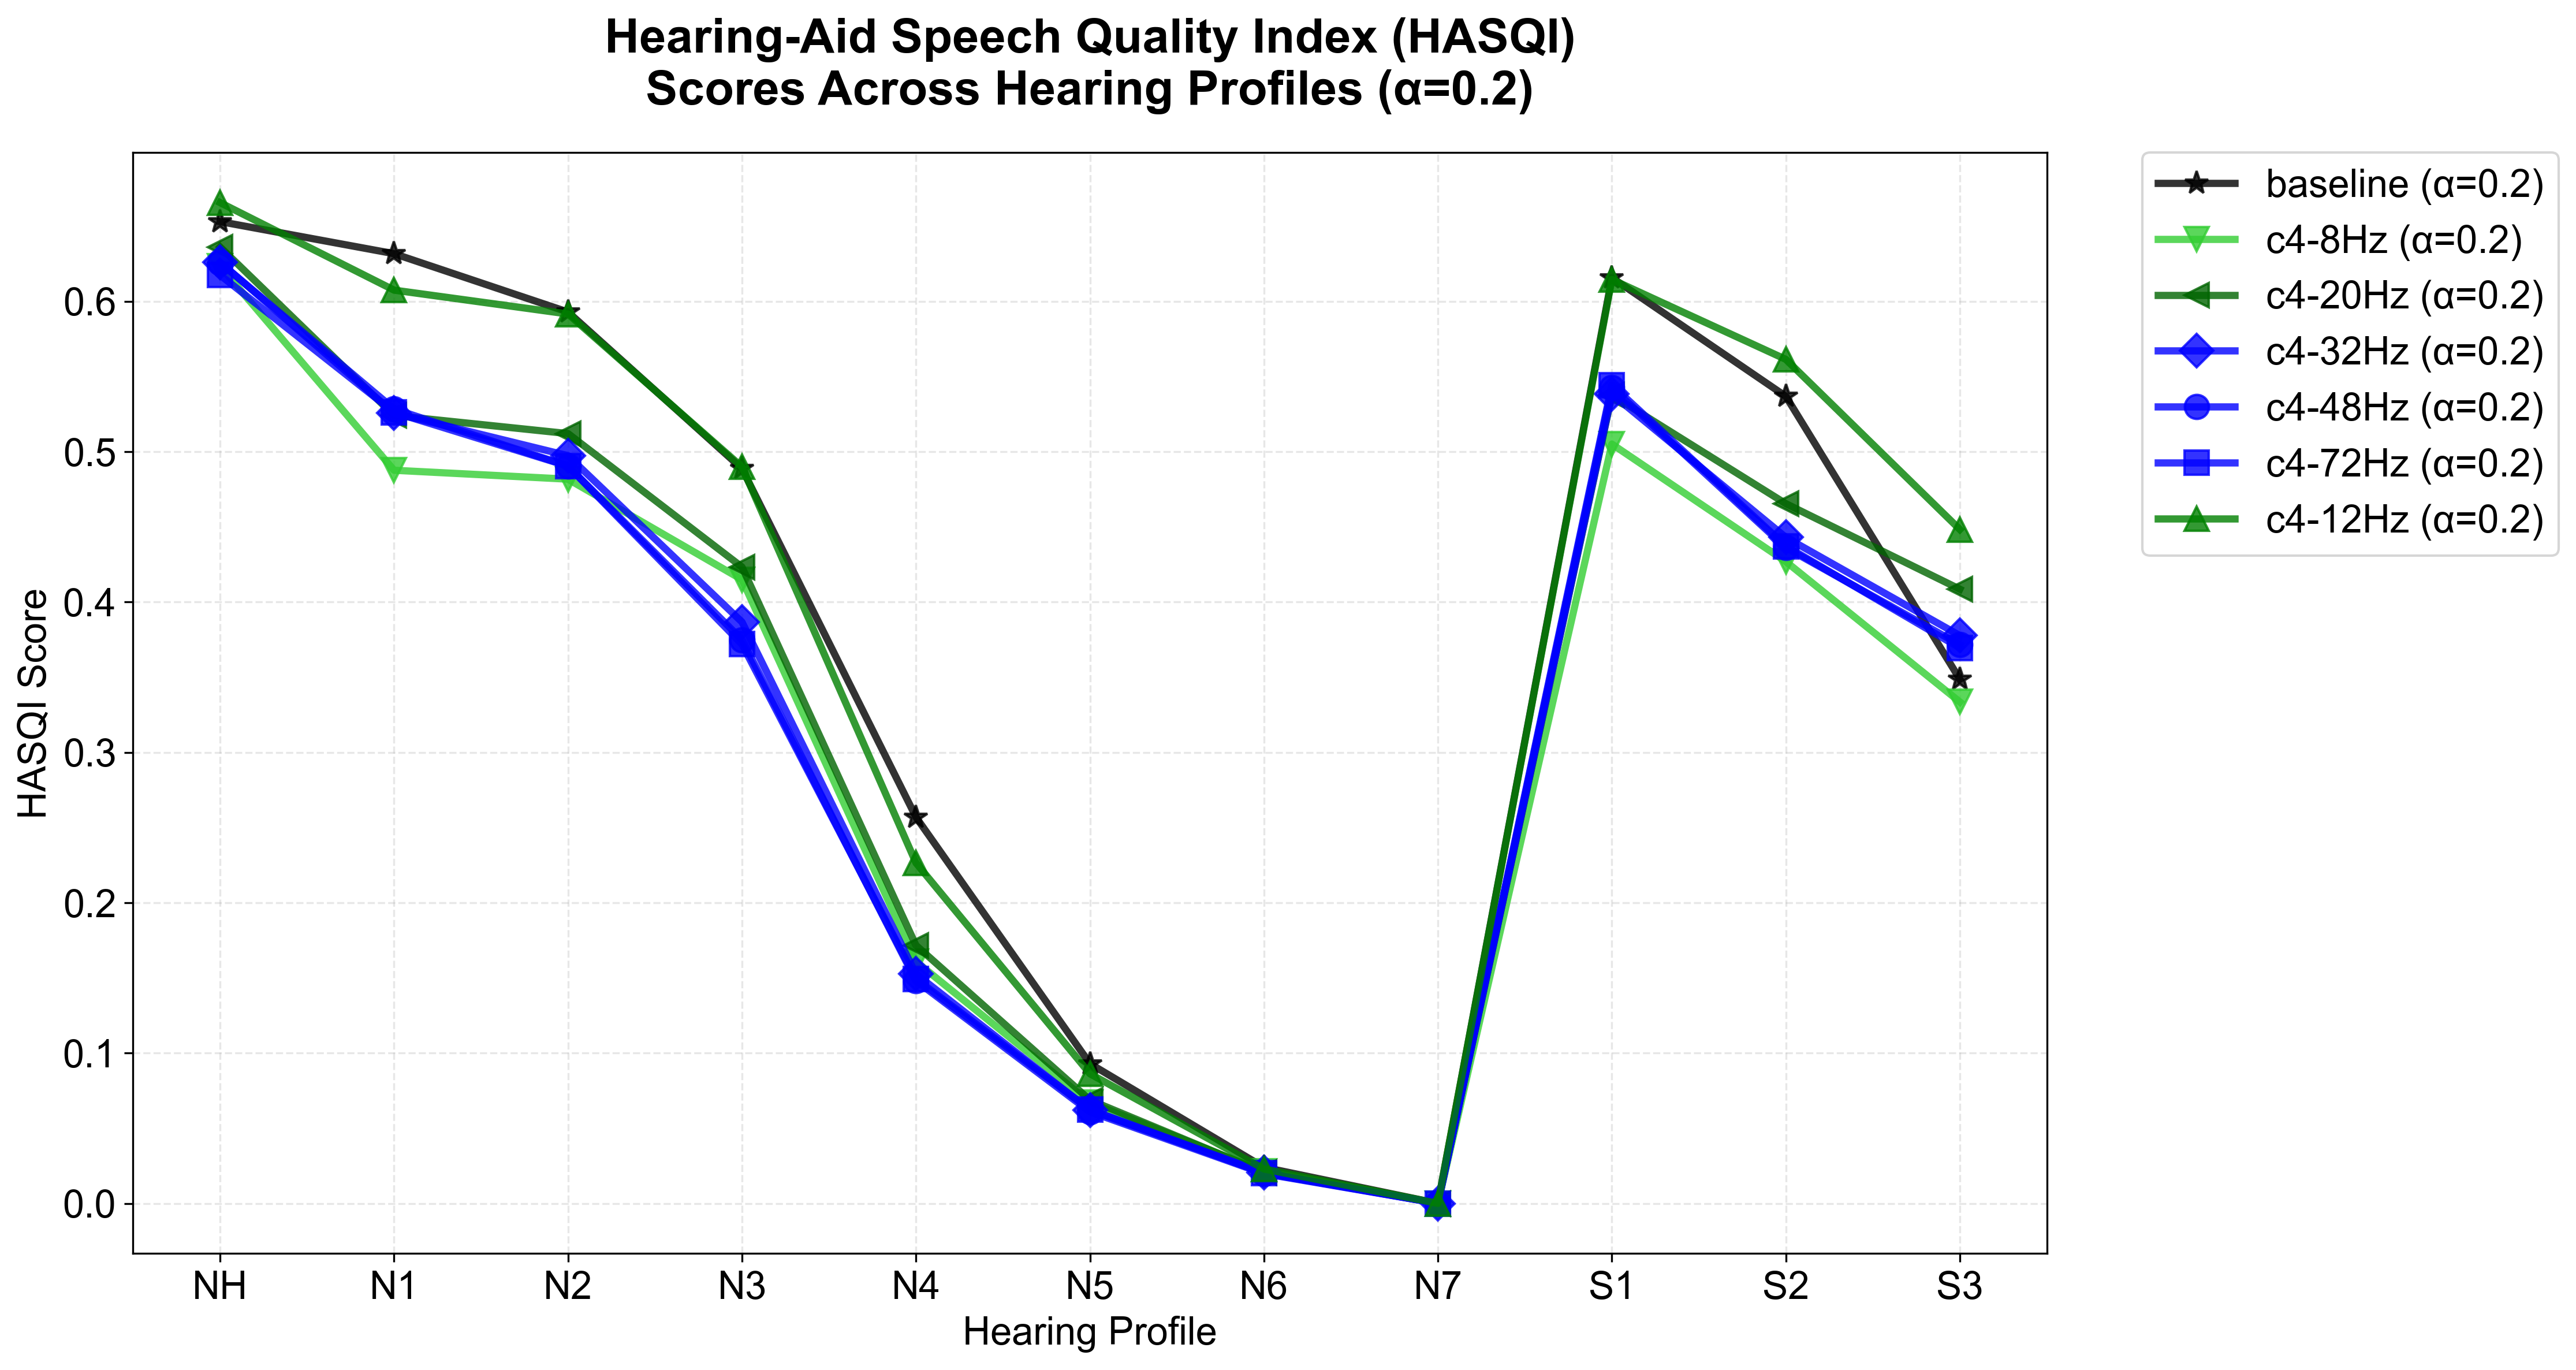 Hearing-Aid Speech Quality Index (HASQI)
Scores Across Hearing Profiles (α=0.2)
HASQI Score
0.6
0.5
0.4
0.3
0.2
0.1
0.0
NH N1 N2 N3 N4 N5 N6 N7 S1 S2 S3
Hearing Profile
baseline (α=0.2)
c4-8Hz (α=0.2)
c4-20Hz (α=0.2)
c4-32Hz (α=0.2)
c4-48Hz (α=0.2)
c4-72Hz (α=0.2)
c4-12Hz (α=0.2)